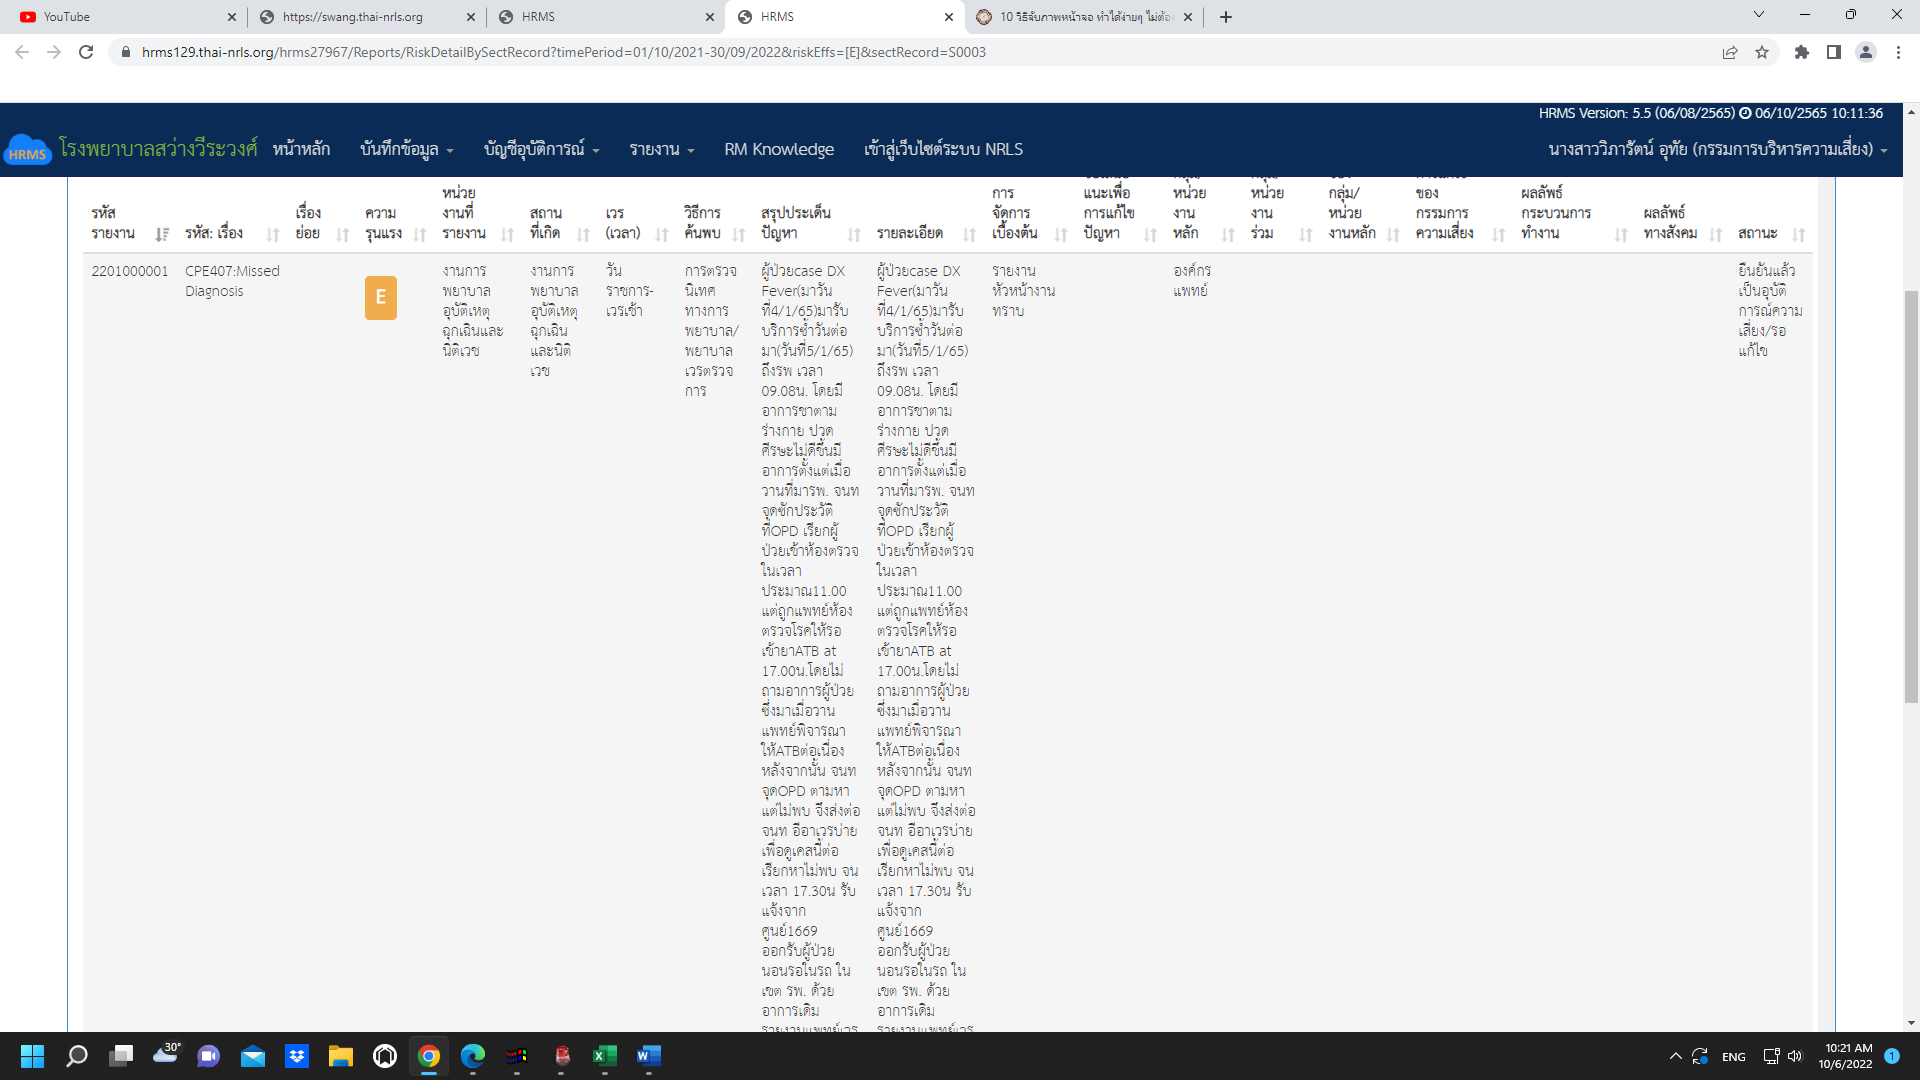 YouTube
https://swang.thai-nrls.org
HRMS
HRMS
10 วิธีจับภาพหน้าจอ ทำได้ง่ายๆ ไม่ต้อง
hrms129.thai-nrls.org/hrms27967/Reports/RiskDetailBySectRecord?timePeriod=01/10/2021-30/09/2022&riskEffs=[E]&sectRecord=S0003
HRMS Version: 5.5 (06/08/2565) 06/10/2565 10:11:36
HRMS โรงพยาบาลสว่างวีระวงศ์ หน้าหลัก บันทึกข้อมูล บัญชีอุบัติการณ์ รายงาน RM Knowledge เข้าสู่เว็บไซต์ระบบ NRLS
นางสาววิภารัตน์ อุทัย (กรรมการบริหารความเสี่ยง)
รหัส
รายงาน
รหัส: เรื่อง
เรื่อง
ย่อย
ความ
รุนแรง
หน่วย
งานที่
รายงาน
สถาน
ที่เกิด
เวร
(เวลา)
วิธีการ
ค้นพบ
สรุปประเด็น
ปัญหา
รายละเอียด
การ
จัดการ
เบื้องต้น
แนะเพื่อ
การแก้ไข
ปัญหา
หน่วย
งาน
หลัก
หน่วย
งาน
ร่วม
กลุ่ม/
หน่วย
งานหลัก
ของ
กรรมการ
ความเสี่ยง
ผลลัพธ์
กระบวนการ
ทำงาน
ผลลัพธ์
ทางสังคม
สถานะ
2201000001
CPE407:Missed
Diagnosis
E
งานการ
พยาบาล
อุบัติเหตุ
ฉุกเฉินและ
นิติเวช
งานการ
พยาบาล
อุบัติเหตุ
ฉุกเฉิน
และนิติ
เวช
วัน
ราชการ-
เวรเช้า
การตรวจ
นิเทศ
ทางการ
พยาบาล/
พยาบาล
เวรตรวจ
การ
ผู้ป่วยcase DX
Fever(มาวัน
ที่4/1/65)มารับ
บริการซ้ำวันต่อ
มา(วันที่5/1/65)
ถึงรพ เวลา
09.08น. โดยมี
อาการชาตาม
ร่างกาย ปวด
ศีรษะไม่ดีขึ้นมี
อาการตั้งแต่เมื่อ
วานที่มารพ. จนท
จุดซักประวัติ
ที่OPD เรียกผู้
ป่วยเข้าห้องตรวจ
ในเวลา
ประมาณ11.00
แต่ถูกแพทย์ห้อง
ตรวจโรคให้รอ
เข้ายาATB at
17.00น.โดยไม่
ถามอาการผู้ป่วย
ซึ่งมาเมื่อวาน
แพทย์พิจารณา
ให้ATBต่อเนื่อง
หลังจากนั้น จนท
จุดOPD ตามหา
แต่ไม่พบ จึงส่งต่อ
จนท อีอาเวรบ่าย
เพื่อดูเคสนี้ต่อ
เรียกหาไม่พบ จน
เวลา 17.30น รับ
แจ้งจาก
ศูนย์1669
ออกรับผู้ป่วย
นอนรอในรถ ใน
เขต รพ. ด้วย
อาการเดิม
รายงานแพทย์เวร
ผู้ป่วยcase DX
Fever(มาวัน
ที่4/1/65)มารับ
บริการซ้ำวันต่อ
มา(วันที่5/1/65)
ถึงรพ เวลา
09.08น. โดยมี
อาการชาตาม
ร่างกาย ปวด
ศีรษะไม่ดีขึ้นมี
อาการตั้งแต่เมื่อ
วานที่มารพ. จนท
จุดซักประวัติ
ที่OPD เรียกผู้
ป่วยเข้าห้องตรวจ
ในเวลา
ประมาณ11.00
แต่ถูกแพทย์ห้อง
ตรวจโรคให้รอ
เข้ายาATB at
17.00น.โดยไม่
ถามอาการผู้ป่วย
ซึ่งมาเมื่อวาน
แพทย์พิจารณา
ให้ATBต่อเนื่อง
หลังจากนั้น จนท
จุดOPD ตามหา
แต่ไม่พบ จึงส่งต่อ
จนท อีอาเวรบ่าย
เพื่อดูเคสนี้ต่อ
เรียกหาไม่พบ จน
เวลา 17.30น รับ
แจ้งจาก
ศูนย์1669
ออกรับผู้ป่วย
นอนรอในรถ ใน
เขต รพ. ด้วย
อาการเดิม
รายงานแพทย์เวร
รายงาน
หัวหน้างาน
ทราบ
องค์กร
แพทย์
ยืนยันแล้ว
เป็นอุบัติ
การณ์ความ
เสี่ยง/รอ
แก้ไข
30°
ENG
10:21 AM
10/6/2022
1